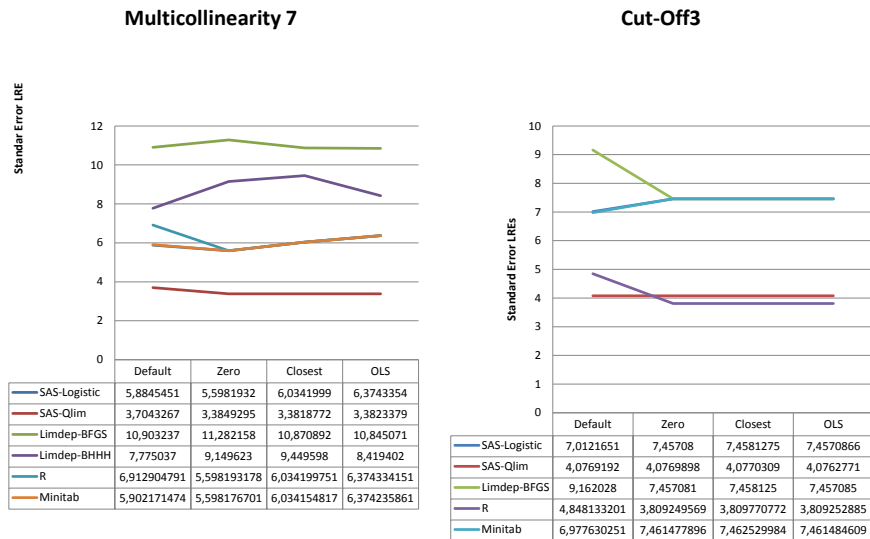 Multicollinearity 7
Standar Error LRE
12
10
8
6
4
2
0
Default Zero Closest OLS
SAS-Logistic 5,8845451 5,5981932 6,0341999 6,3743354
SAS-Qlim 3,7043267 3,3849295 3,3818772 3,3823379
Limdep-BFGS 10,903237 11,282158 10,870892 10,845071
Limdep-BHHH 7,775037 9,149623 9,449598 8,419402
R 6,912904791 5,598193178 6,034199751 6,374334151
Minitab 5,902171474 5,598176701 6,034154817 6,374235861
Cut-Off3
Standard Error LREs
10
9
8
7
6
5
4
3
2
1
0
Default Zero Closest OLS
SAS-Logistic 7,0121651 7,45708 7,4581275 7,4570866
SAS-Qlim 4,0769192 4,0769898 4,0770309 4,0762771
Limdep-BFGS 9,162028 7,457081 7,458125 7,457085
R 4,848133201 3,809249569 3,809770772 3,809252885
Minitab 6,977630251 7,461477896 7,462529984 7,461484609